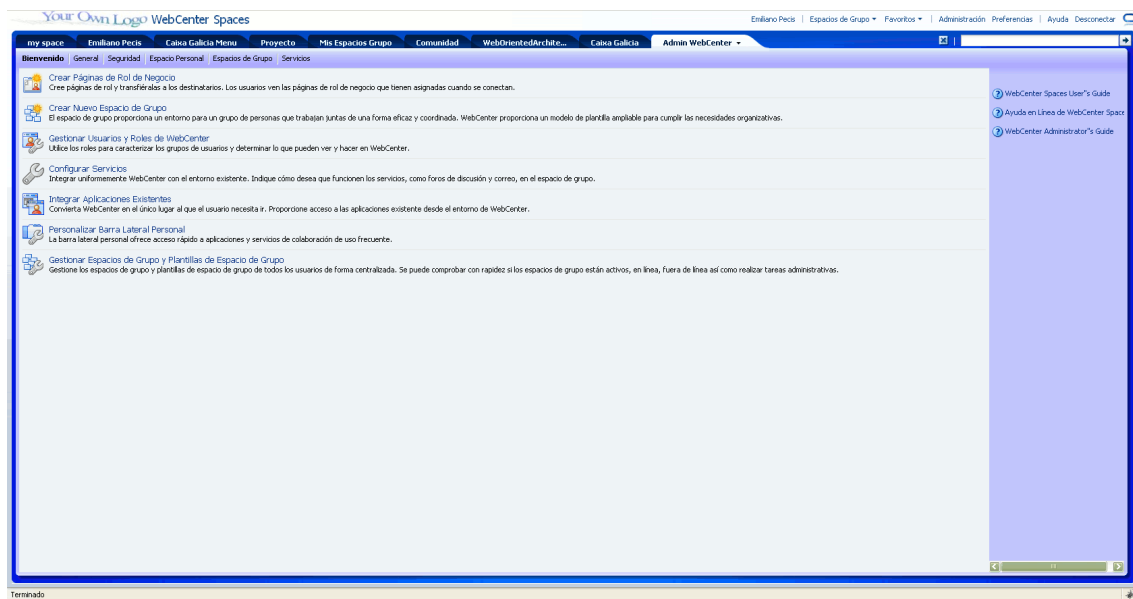 Your Own Logo WebCenter Spaces
Emiliano Pecis | Espacios de Grupo Favoritos | Administración Preferencias | Ayuda Desconectar
my space Emiliano Pecis Caixa Galicia Menu Proyecto Mis Espacios Grupo Comunidad WebOrientedArchite... Caixa Galicia Admin WebCenter
Bienvenido General Seguridad Espacio Personal Espacios de Grupo Servicios
Crear Páginas de Rol de Negocio
Cree páginas de rol y transfiéralas a los destinatarios. Los usuarios ven las páginas de rol de negocio que tienen asignadas cuando se conectan.
Crear Nuevo Espacio de Grupo
El espacio de grupo proporciona un entorno para un grupo de personas que trabajan juntas de una forma eficaz y coordinada. WebCenter proporciona un modelo de plantilla ampliable para cumplir las necesidades organizativas.
Gestionar Usuarios y Roles de WebCenter
Utilice los roles para caracterizar los grupos de usuarios y determinar lo que pueden ver y hacer en WebCenter.
Configurar Servicios
Integrar uniformemente WebCenter con el entorno existente. Indique cómo desea que funcionen los servicios, como foros de discusión y correo, en el espacio de grupo.
Integrar Aplicaciones Existentes
Convierta WebCenter en el único lugar al que el usuario necesita ir. Proporcione acceso a las aplicaciones existente desde el entorno de WebCenter.
Personalizar Barra Lateral Personal
La barra lateral personal ofrece acceso rápido a aplicaciones y servicios de colaboración de uso frecuente.
Gestionar Espacios de Grupo y Plantillas de Espacio de Grupo
Gestione los espacios de grupo y plantillas de espacio de grupo de todos los usuarios de forma centralizada. Se puede comprobar con rapidez si los espacios de grupo están activos, en línea, fuera de línea así como realizar tareas administrativas.
WebCenter Spaces User"s Guide
Ayuda en Línea de WebCenter Space
WebCenter Administrator"s Guide
Terminado